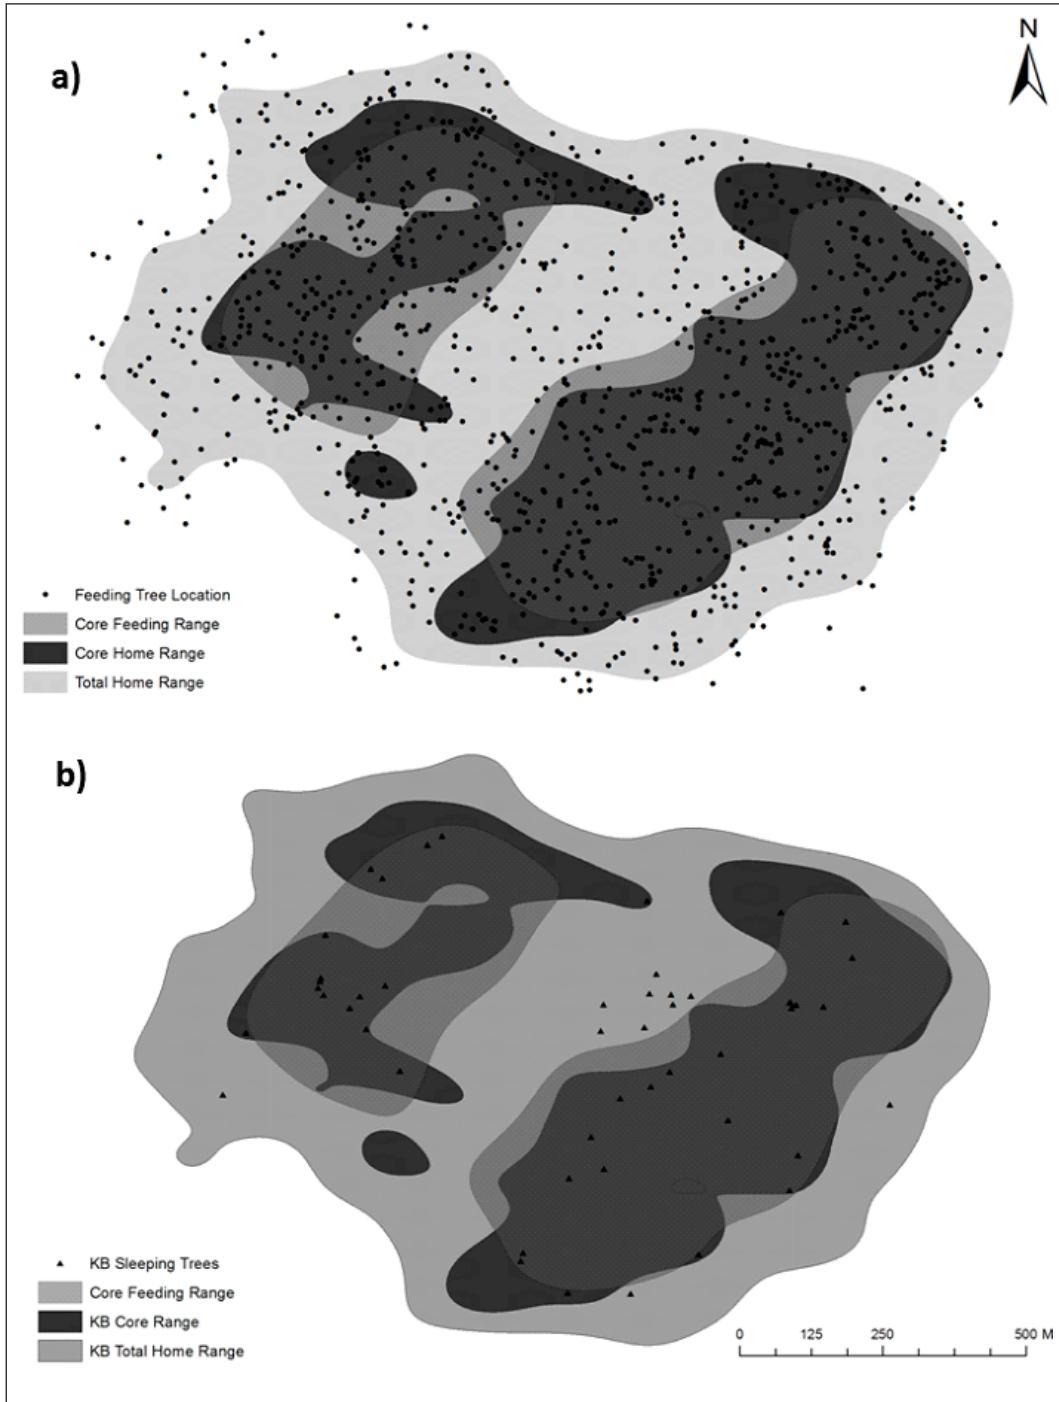 N
a)
Feeding Tree Location
Core Feeding Range
Core Home Range
Total Home Range
b)
KB Sleeping Trees
Core Feeding Range
KB Core Range
KB Total Home Range
0 125 250 500 M